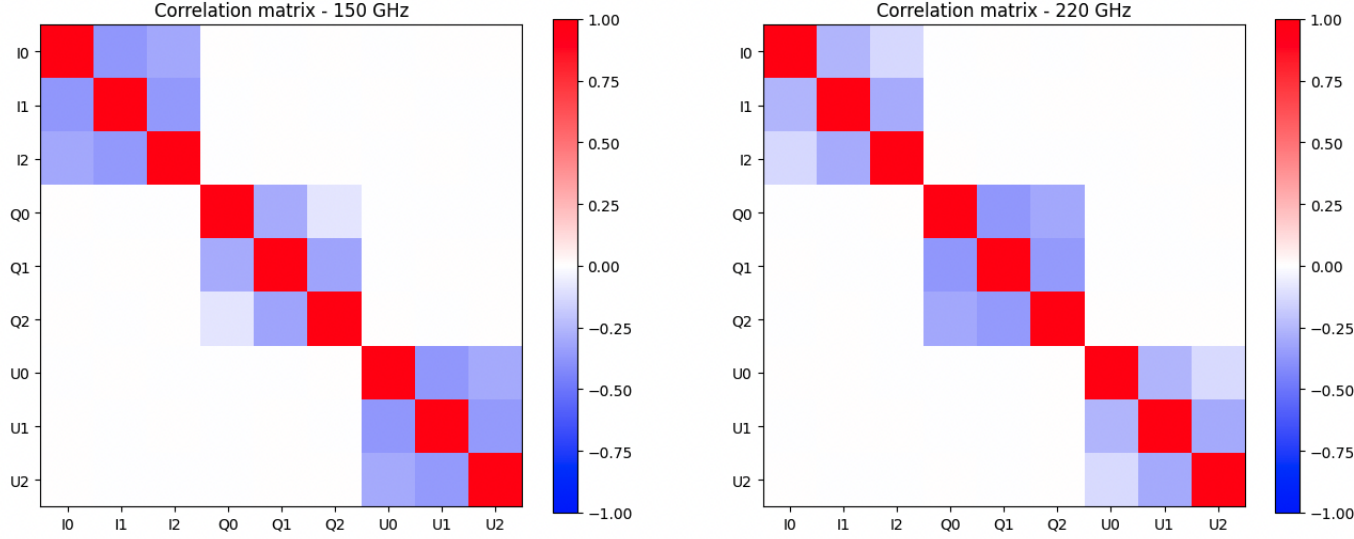 Correlation matrix - 150 GHz
I0
I1
I2
Q0
Q1
Q2
U0
U1
U2
I0 I1 I2 Q0 Q1 Q2 U0 U1 U2
1.00
0.75
0.50
0.25
0.00
−0.25
−0.50
−0.75
−1.00
Correlation matrix - 220 GHz
I0
I1
I2
Q0
Q1
Q2
U0
U1
U2
I0 I1 I2 Q0 Q1 Q2 U0 U1 U2
1.00
0.75
0.50
0.25
0.00
−0.25
−0.50
−0.75
−1.00